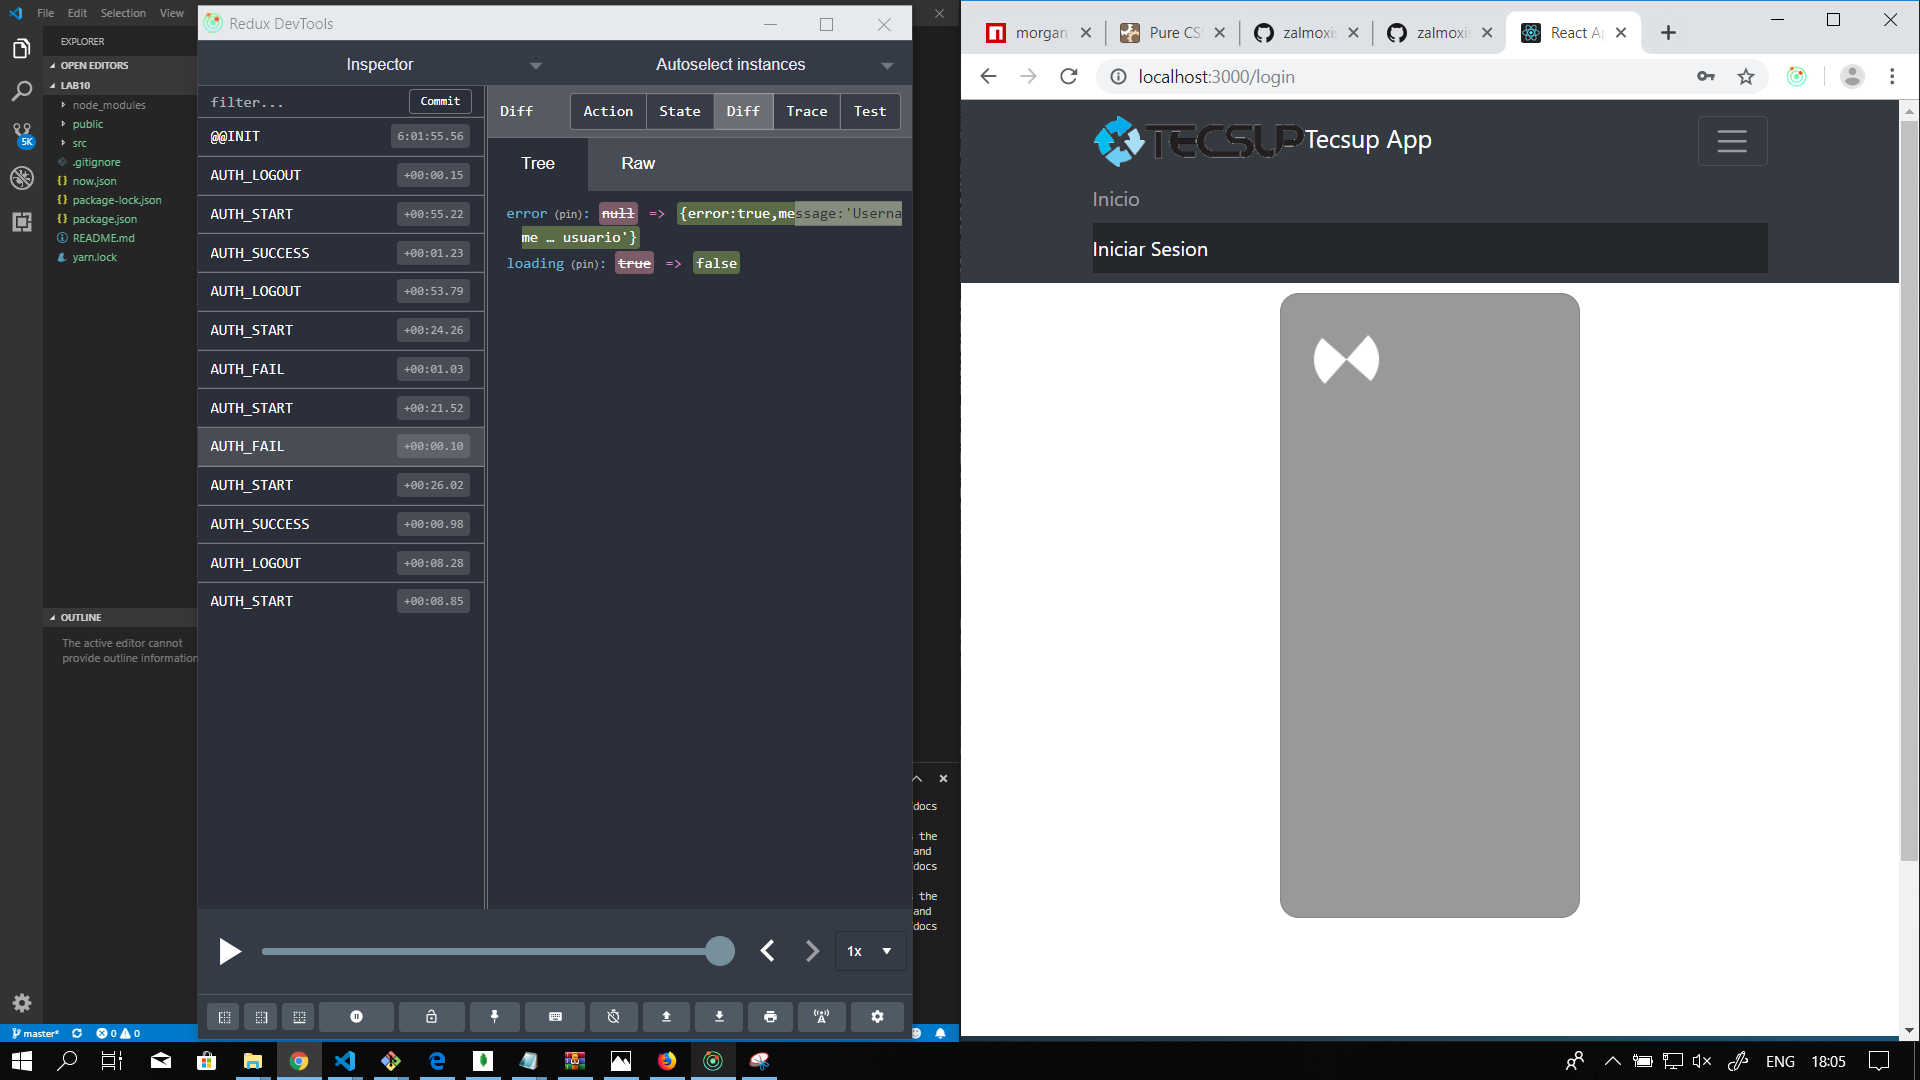 File Edit Selection View
EXPLORER
OPEN EDITORS
LAB10
node_modules
public
src
.gitignore
now.json
package-lock.json
package.json
README.md
yarn.lock
5K
OUTLINE
The active editor cannot
provide outline information
master*
0 0
Redux DevTools
Inspector
Autoselect instances
filter...
Commit
@@INIT 6:01:55.56
AUTH_LOGOUT +00:00.15
AUTH_START +00:55.22
AUTH_SUCCESS +00:01.23
AUTH_LOGOUT +00:53.79
AUTH_START +00:24.26
AUTH_FAIL +00:01.03
AUTH_START +00:21.52
AUTH_FAIL +00:00.10
AUTH_START +00:26.02
AUTH_SUCCESS +00:00.98
AUTH_LOGOUT +00:08.28
AUTH_START +00:08.85
Diff
Action State Diff Trace Test
Tree Raw
error (pin): null => {error:true,message:'Userna
me … usuario'}
loading (pin): true => false
1x
/docs
the
and
/docs
the
and
/docs
morgan
Pure CS
zalmoxis
zalmoxis
React Ap
localhost:3000/login
TECSUP Tecsup App
Inicio
Iniciar Sesion
ENG 18:05